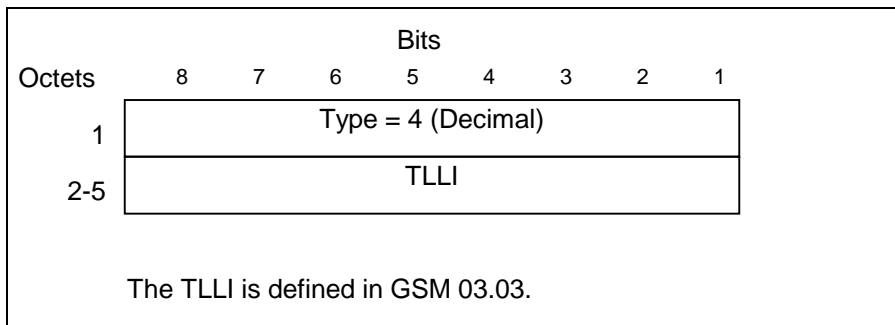 Bits
Octets 8 7 6 5 4 3 2 1
1 Type = 4 (Decimal)
2-5 TLLI
The TLLI is defined in GSM 03.03.